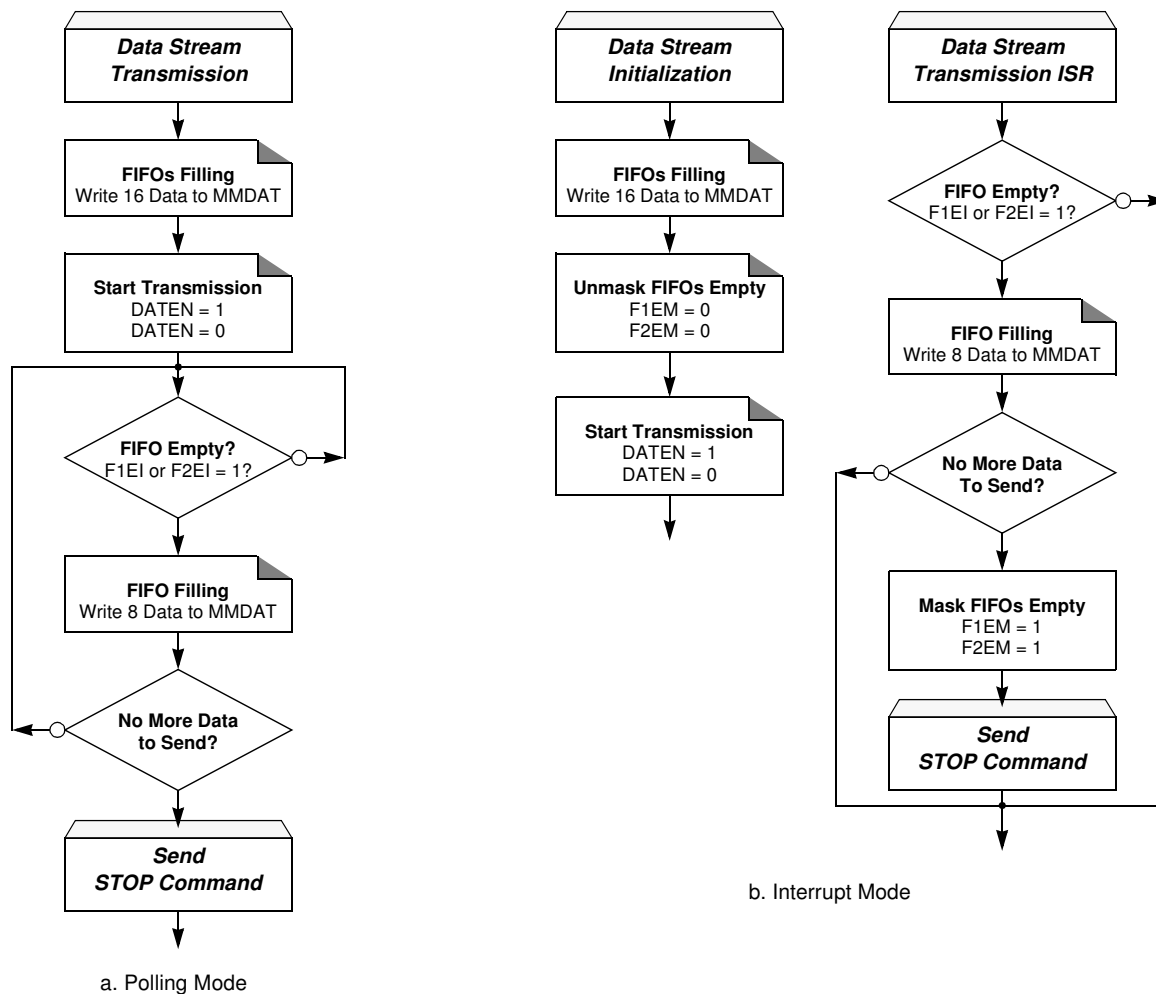 Data Stream
Transmission
FIFOs Filling
Write 16 Data to MMDAT
Start Transmission
DATEN = 1
DATEN = 0
FIFO Empty?
F1EI or F2EI = 1?
FIFO Filling
Write 8 Data to MMDAT
No More Data
to Send?
Send
STOP Command
a. Polling Mode
Data Stream
Initialization
FIFOs Filling
Write 16 Data to MMDAT
Unmask FIFOs Empty
F1EM = 0
F2EM = 0
Start Transmission
DATEN = 1
DATEN = 0
Data Stream
Transmission ISR
FIFO Empty?
F1EI or F2EI = 1?
FIFO Filling
Write 8 Data to MMDAT
No More Data
To Send?
Mask FIFOs Empty
F1EM = 1
F2EM = 1
Send
STOP Command
b. Interrupt Mode